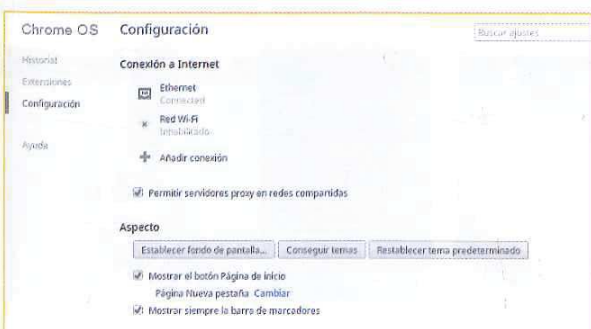 Chrome OS
Configuración
Buscar ajustes
Historial
Extensiones
Configuración
Ayuda
Conexión a Internet
Ethernet
Connected
Red Wi-Fi
Inhabilitado
Añadir conexión
Permitir servidores proxy en redes compartidas
Aspecto
Establecer fondo de pantalla... Conseguir temas Restablecer tema predeterminado
Mostrar el botón Página de inicio
Página Nueva pestaña Cambiar
Mostrar siempre la barra de marcadores